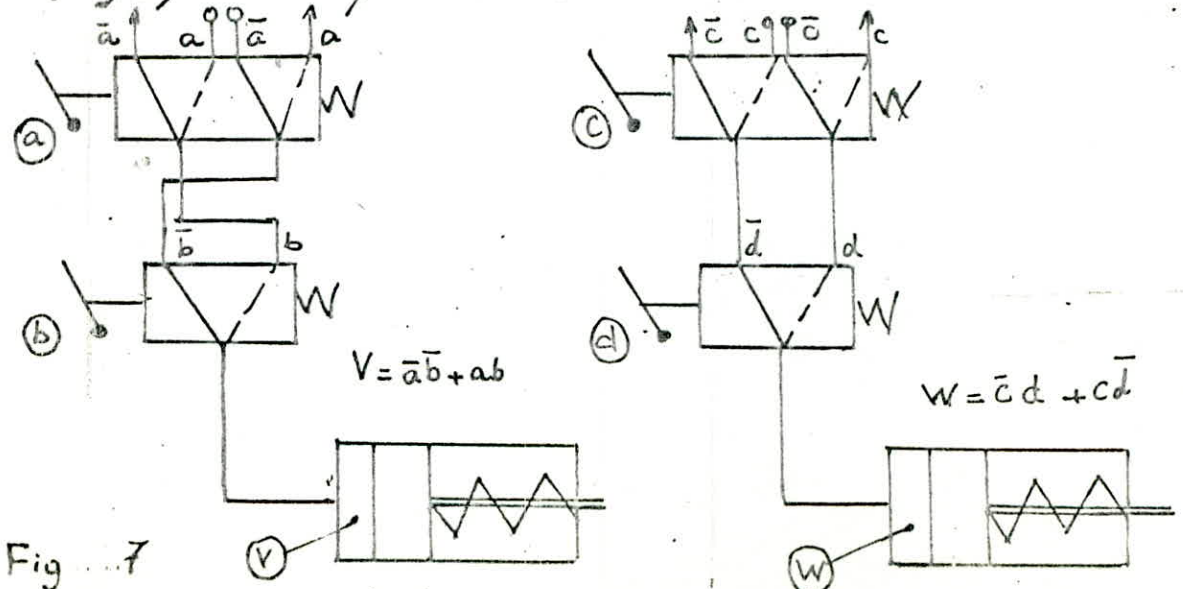 ā a ā a
c̄ c c̄ c
W
W
a
c
b̄ b
d̄ d
W
W
b
d
V = āb̄ + ab
W = c̄d + cd̄
Fig 7
V
W